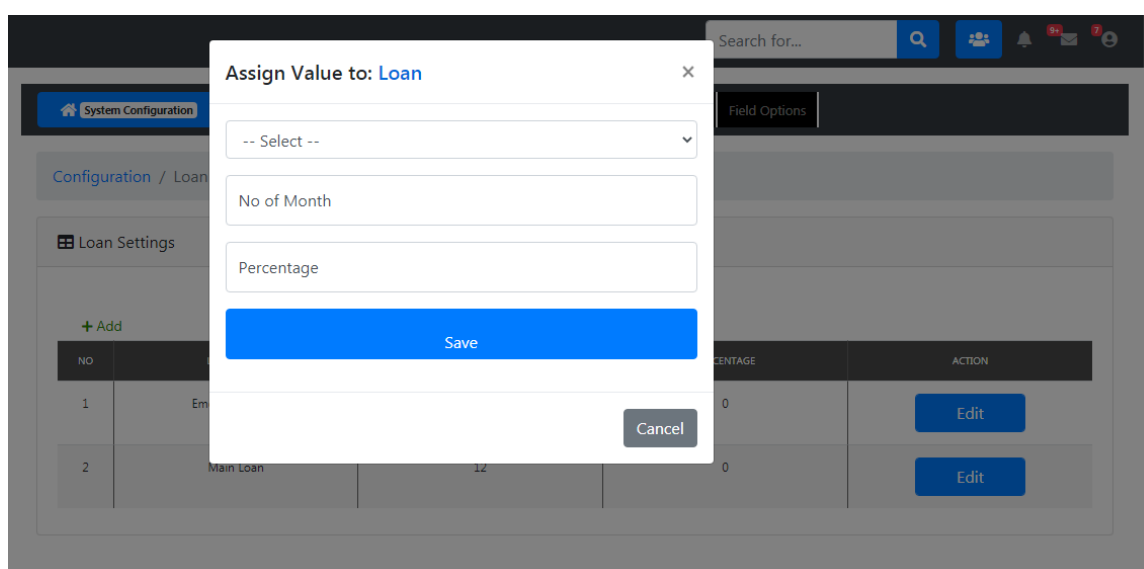 Search for...
9+
7
Assign Value to: Loan
×
System Configuration
Field Options
-- Select --
Configuration / Loan
No of Month
Loan Settings
Percentage
+ Add
Save
NO
ACTION
1
0
Edit
Cancel
2
Main Loan
12
0
Edit